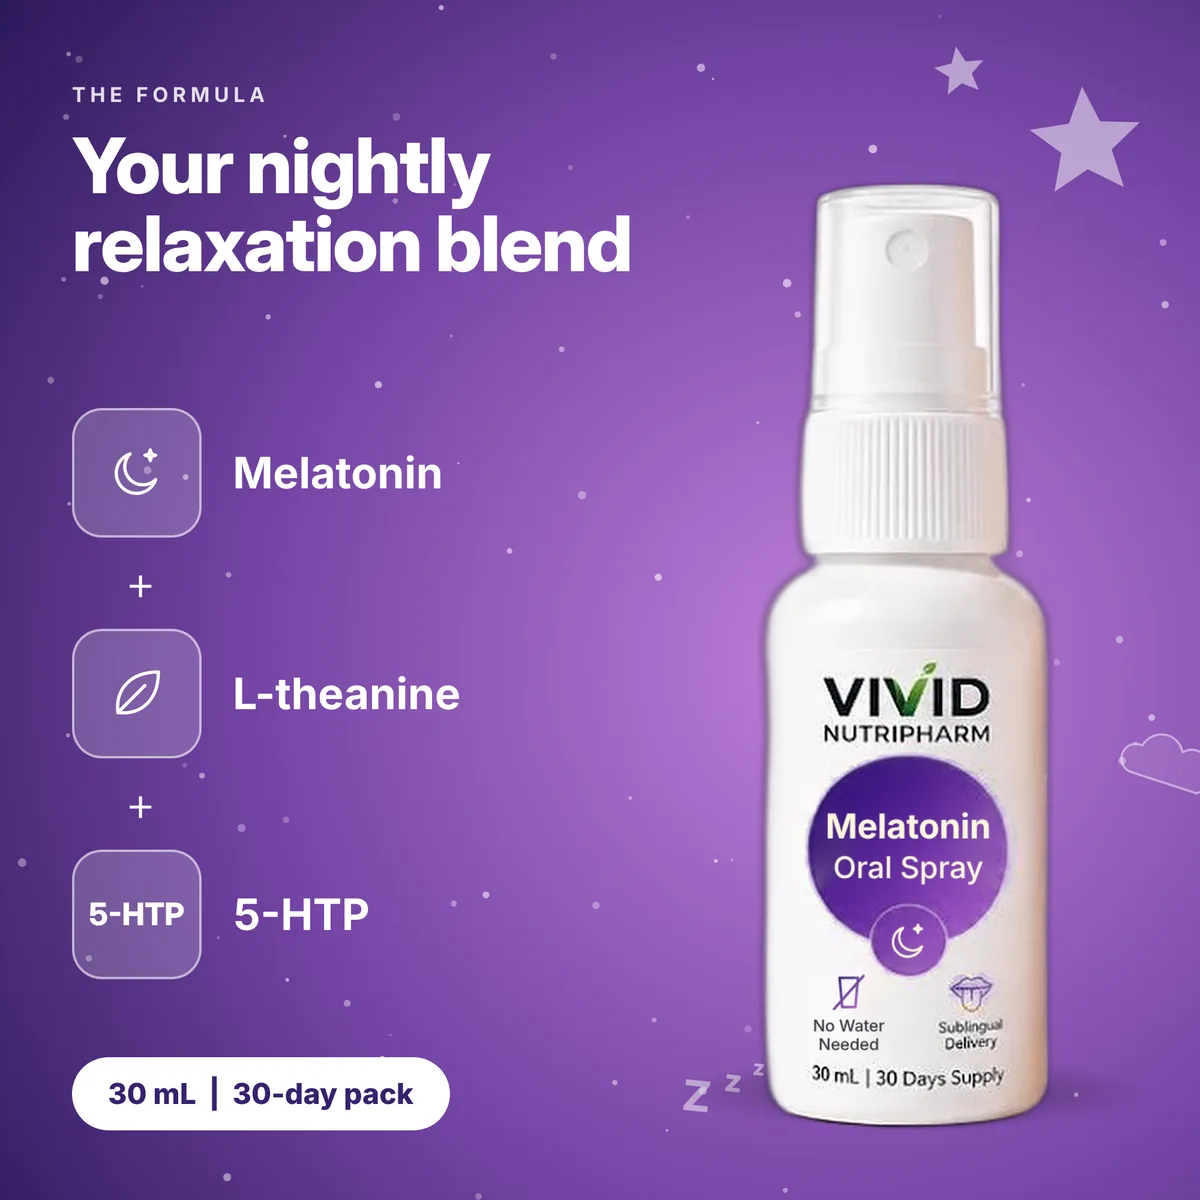 THE FORMULA
Your nightly
relaxation blend
Melatonin
+
L-theanine
+
5-HTP
5-HTP
30 mL | 30-day pack
VIVID
NUTRIPHARM
Melatonin
Oral Spray
No Water
Needed
Sublingual
Delivery
30 mL | 30 Days Supply
z z z